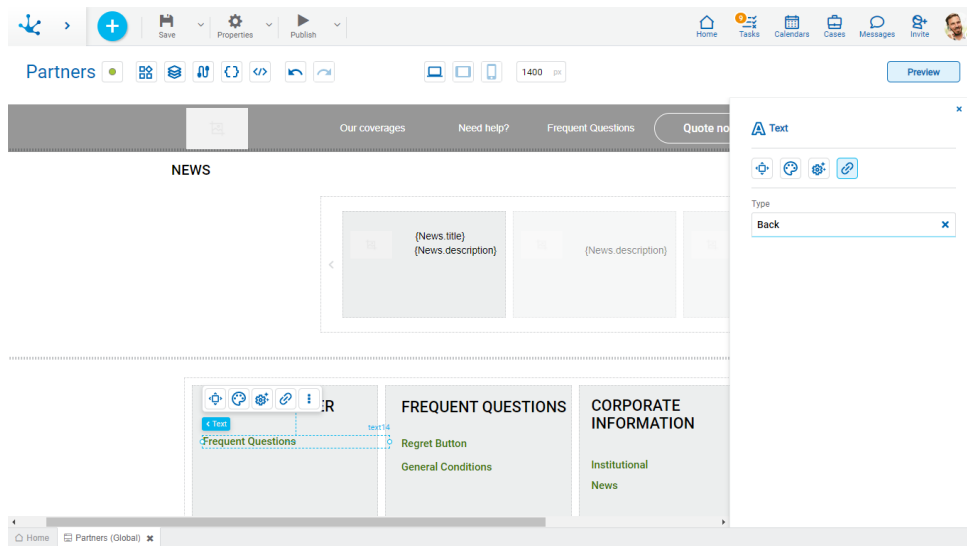 Save
Properties
Publish
Home
9
Tasks
Calendars
Cases
Messages
Invite
Partners
1400 px
Preview
Our coverages
Need help?
Frequent Questions
Quote no
Text
NEWS
Type
Back
{News.title}
{News.description}
{News.description}
ER
FREQUENT QUESTIONS
CORPORATE
INFORMATION
Text
text14
Frequent Questions
Regret Button
General Conditions
Institutional
News
Home
Partners (Global)